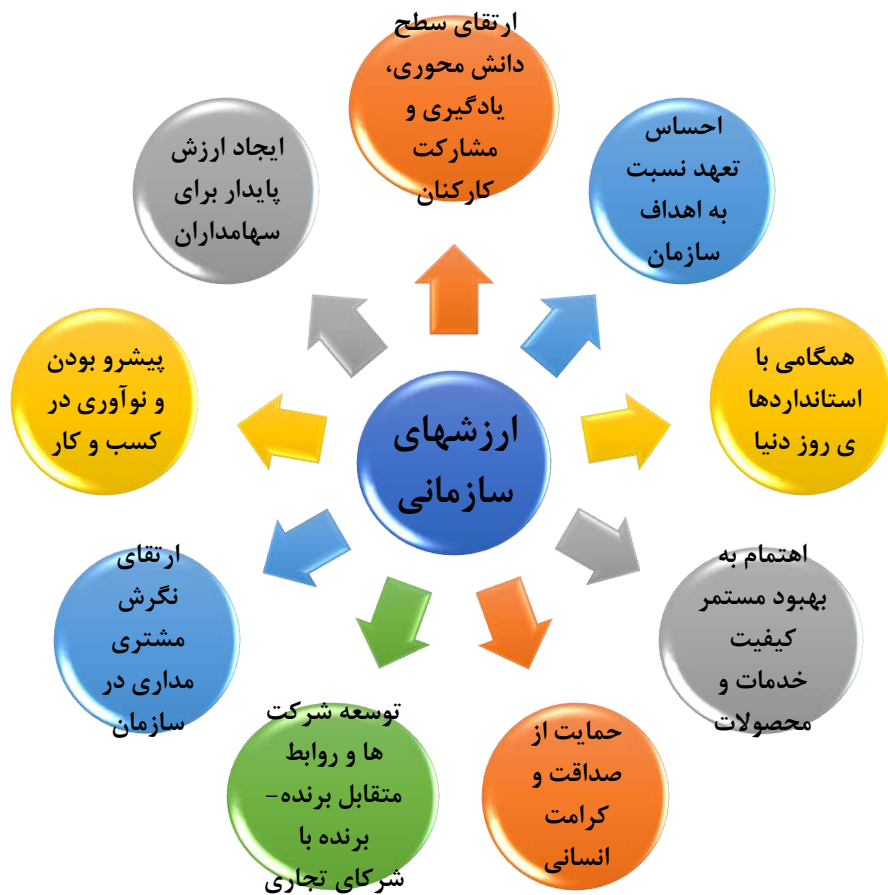 ارزشهای
سازمانی
ارتقای سطح
دانش محوری،
یادگیری و
مشارکت
کارکنان
احساس
تعهد نسبت
به اهداف
سازمان
همگامی با
استانداردها
ی روز دنیا
اهتمام به
بهبود مستمر
کیفیت
خدمات و
محصولات
حمایت از
صداقت و
کرامت
انسانی
توسعه شرکت
ها و روابط
متقابل برنده-
برنده با
شرکای تجاری
ارتقای
نگرش
مشتری
مداری در
سازمان
پیشرو بودن
و نوآوری در
کسب و کار
ایجاد ارزش
پایدار برای
سهامداران